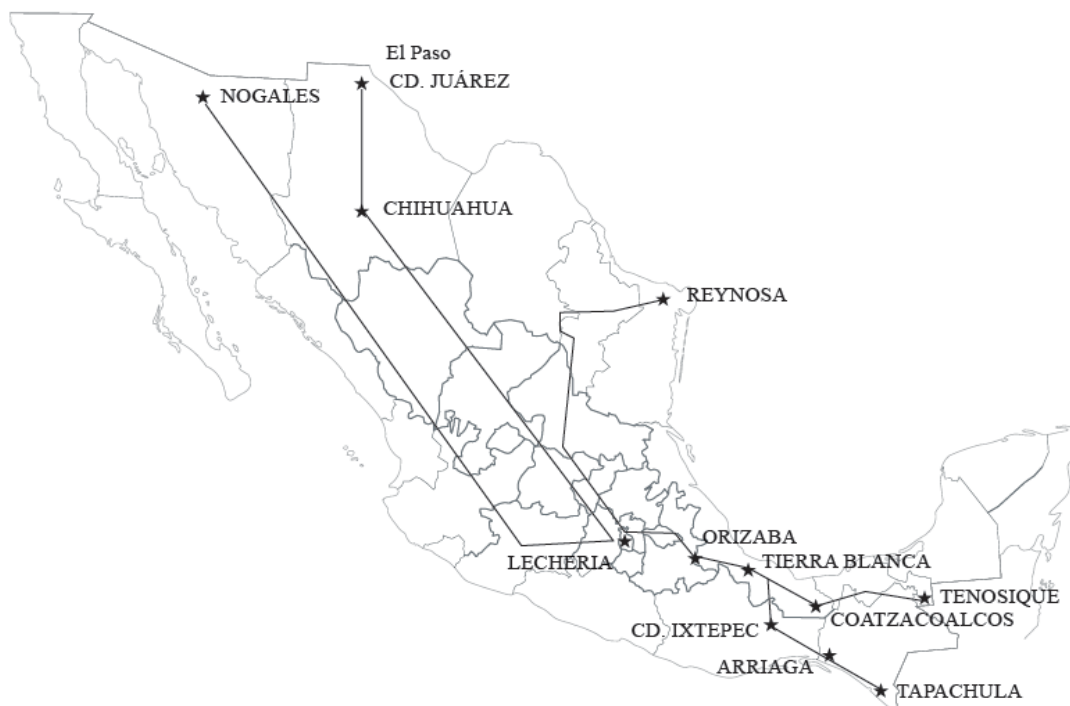 El Paso
CD. JUÁREZ
NOGALES
CHIHUAHUA
REYNOSA
ORIZABA
LECHERIA
TIERRA BLANCA
TENOSIQUE
COATZACOALCOS
CD. IXTEPEC
ARRIAGA
TAPACHULA